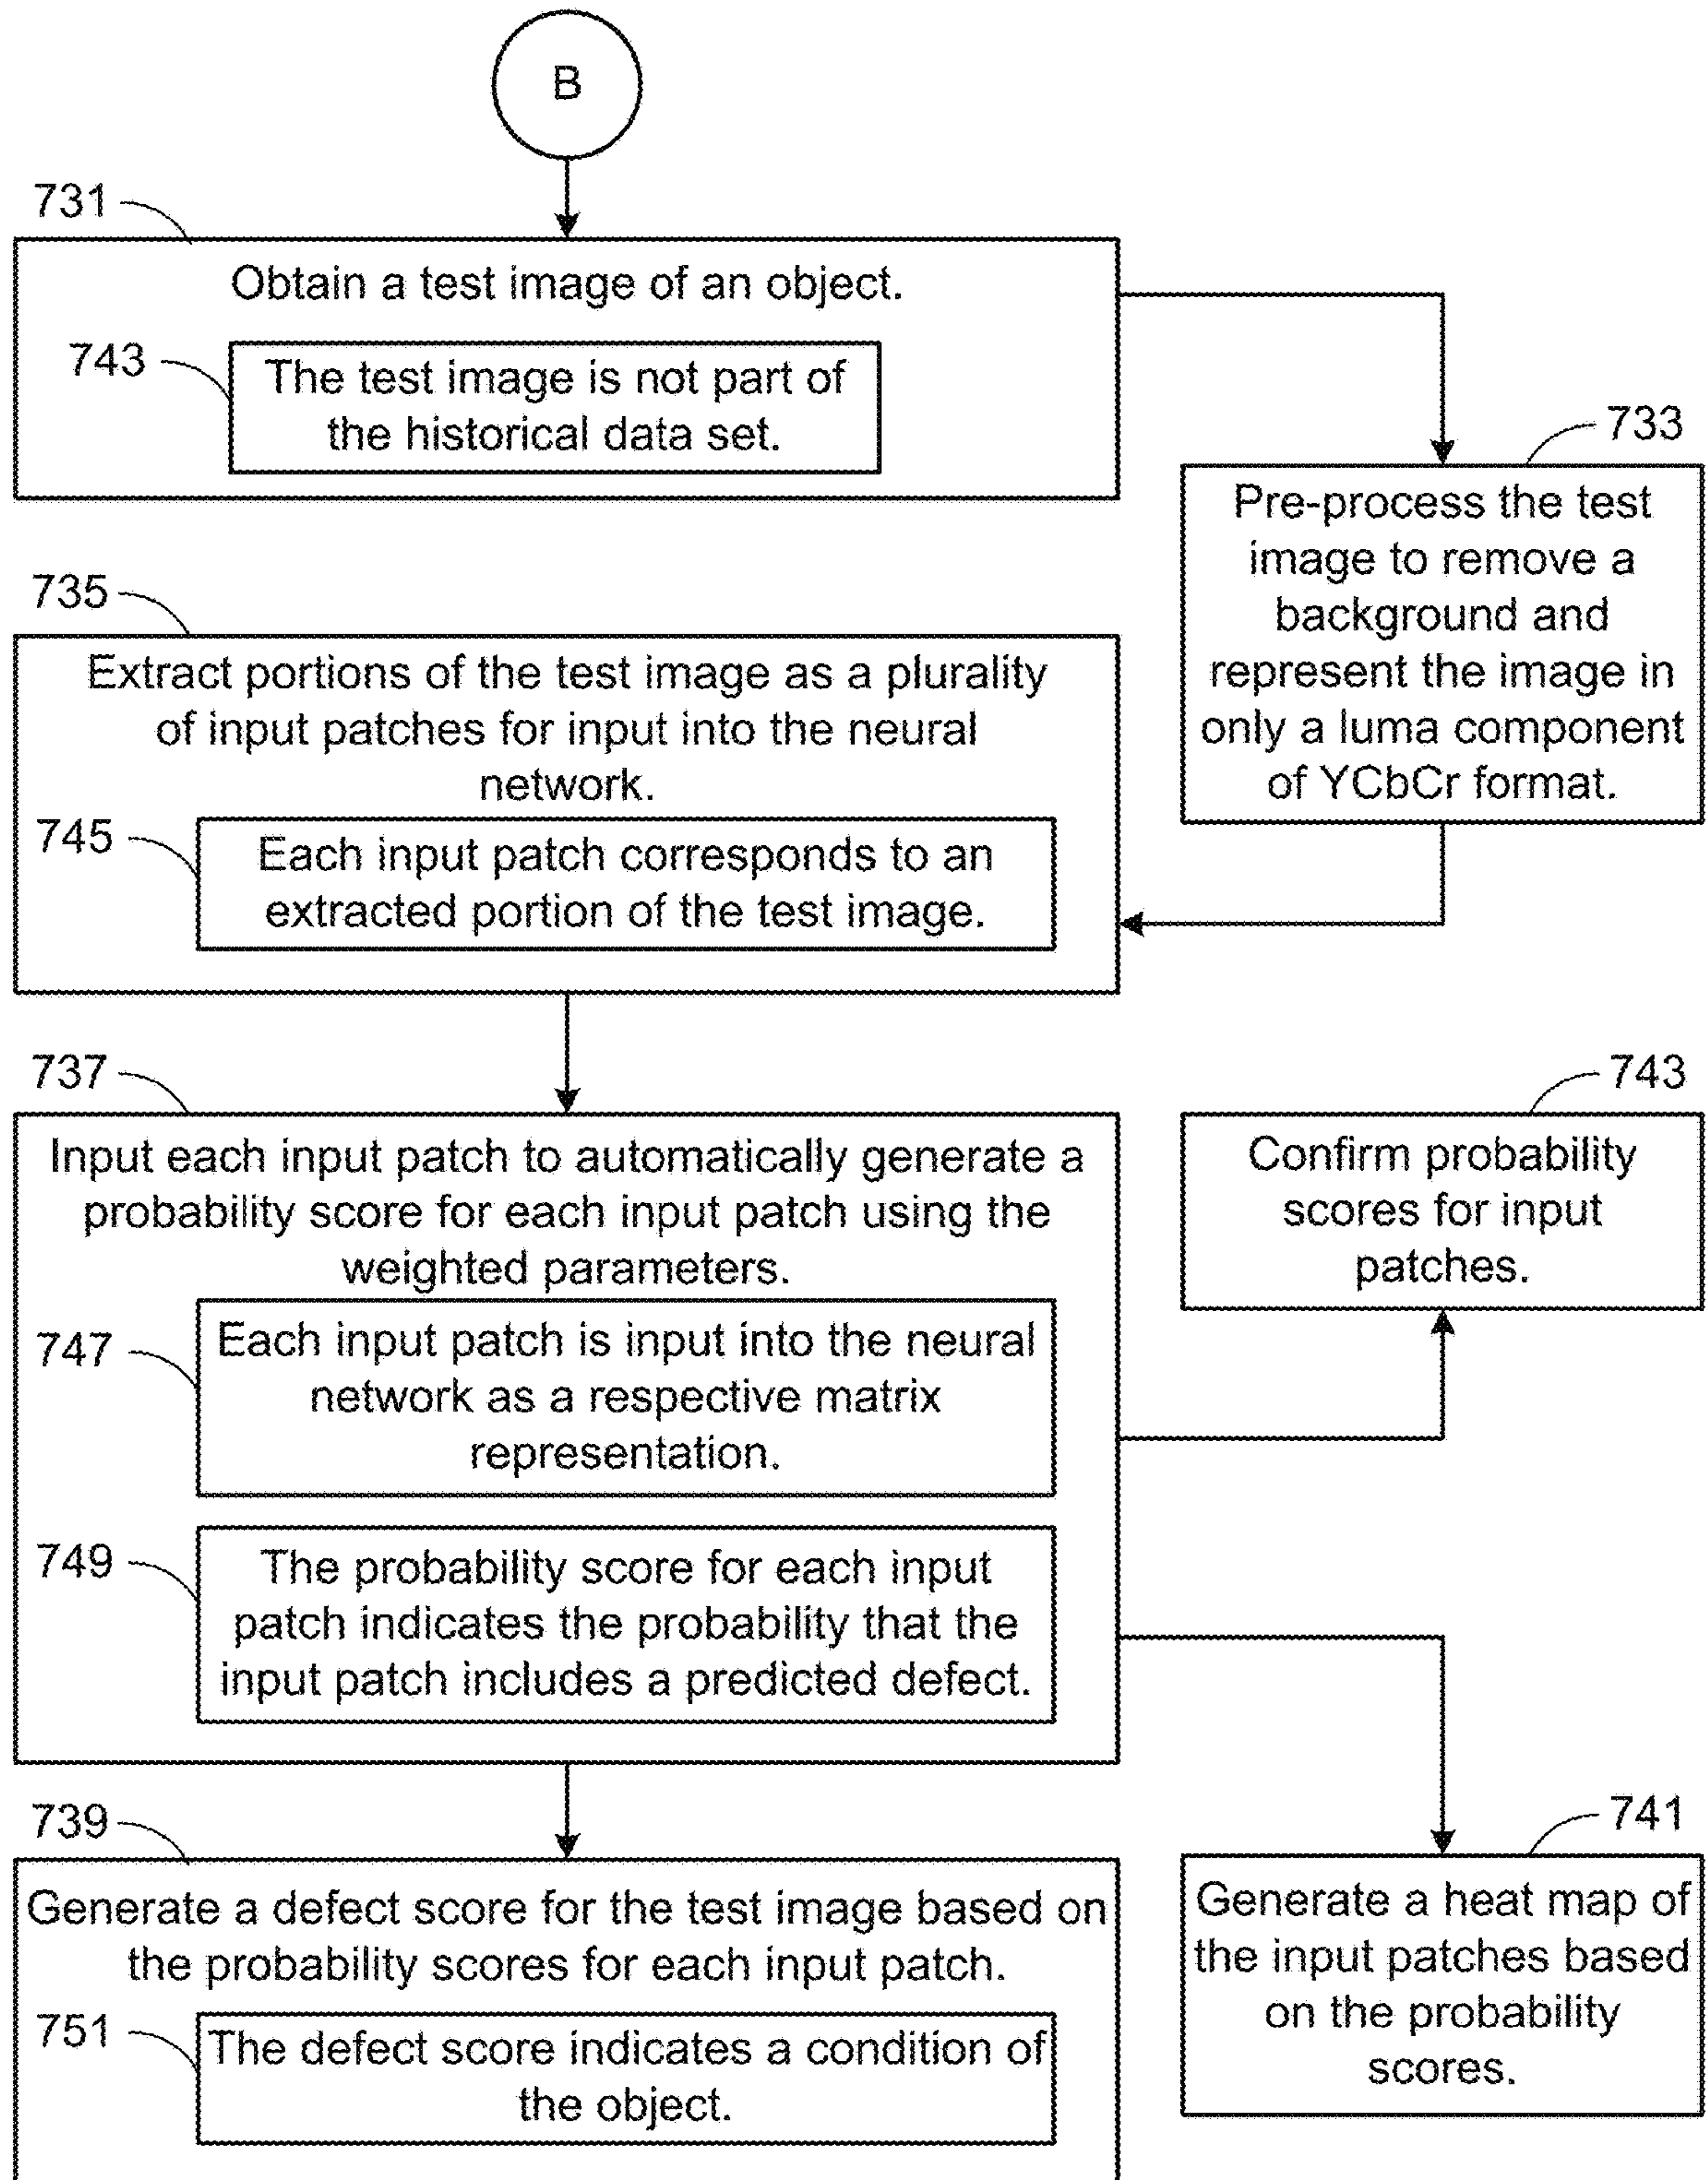 B
731
Obtain a test image of an object.
743
The test image is not part of
the historical data set.
733
Pre-process the test
image to remove a
background and
represent the image in
only a luma component
of YCbCr format.
735
Extract portions of the test image as a plurality
of input patches for input into the neural
network.
745
Each input patch corresponds to an
extracted portion of the test image.
737
Input each input patch to automatically generate a
probability score for each input patch using the
weighted parameters.
747
Each input patch is input into the neural
network as a respective matrix
representation.
749
The probability score for each input
patch indicates the probability that the
input patch includes a predicted defect.
743
Confirm probability
scores for input
patches.
739
Generate a defect score for the test image based on
the probability scores for each input patch.
751
The defect score indicates a condition of
the object.
741
Generate a heat map of
the input patches based
on the probability
scores.